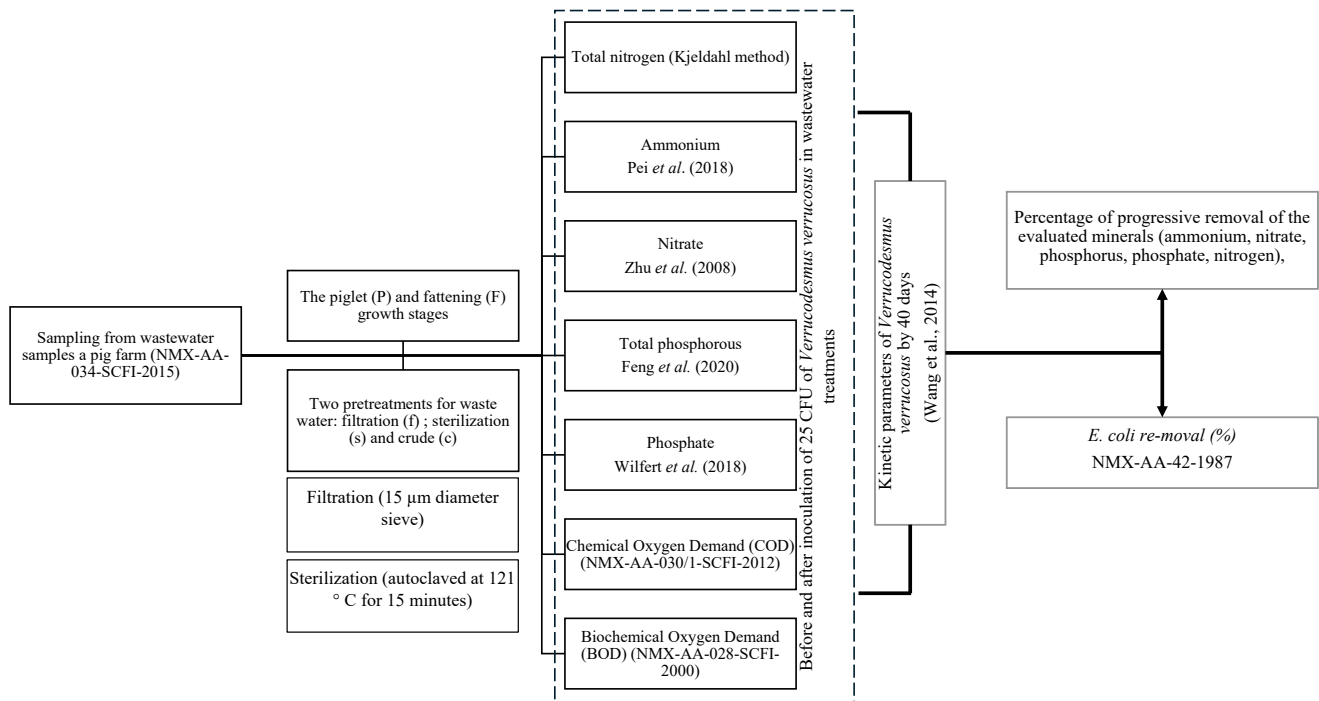 Sampling from wastewater
samples a pig farm (NMX-AA-
034-SCFI-2015)
The piglet (P) and fattening (F)
growth stages
Two pretreatments for waste
water: filtration (f) ; sterilization
(s) and crude (c)
Filtration (15 µm diameter
sieve)
Sterilization (autoclaved at 121
° C for 15 minutes)
Total nitrogen (Kjeldahl method)
Ammonium
Pei et al. (2018)
Nitrate
Zhu et al. (2008)
Total phosphorous
Feng et al. (2020)
Phosphate
Wilfert et al. (2018)
Chemical Oxygen Demand (COD)
(NMX-AA-030/1-SCFI-2012)
Biochemical Oxygen Demand
(BOD) (NMX-AA-028-SCFI-
2000)
Before and after inoculation of 25 CFU of Verrucodesmus verrucosus in wastewater
treatments
Kinetic parameters of Verrucodesmus
verrucosus by 40 days
(Wang et al., 2014)
Percentage of progressive removal of the
evaluated minerals (ammonium, nitrate,
phosphorus, phosphate, nitrogen),
E. coli re-moval (%)
NMX-AA-42-1987